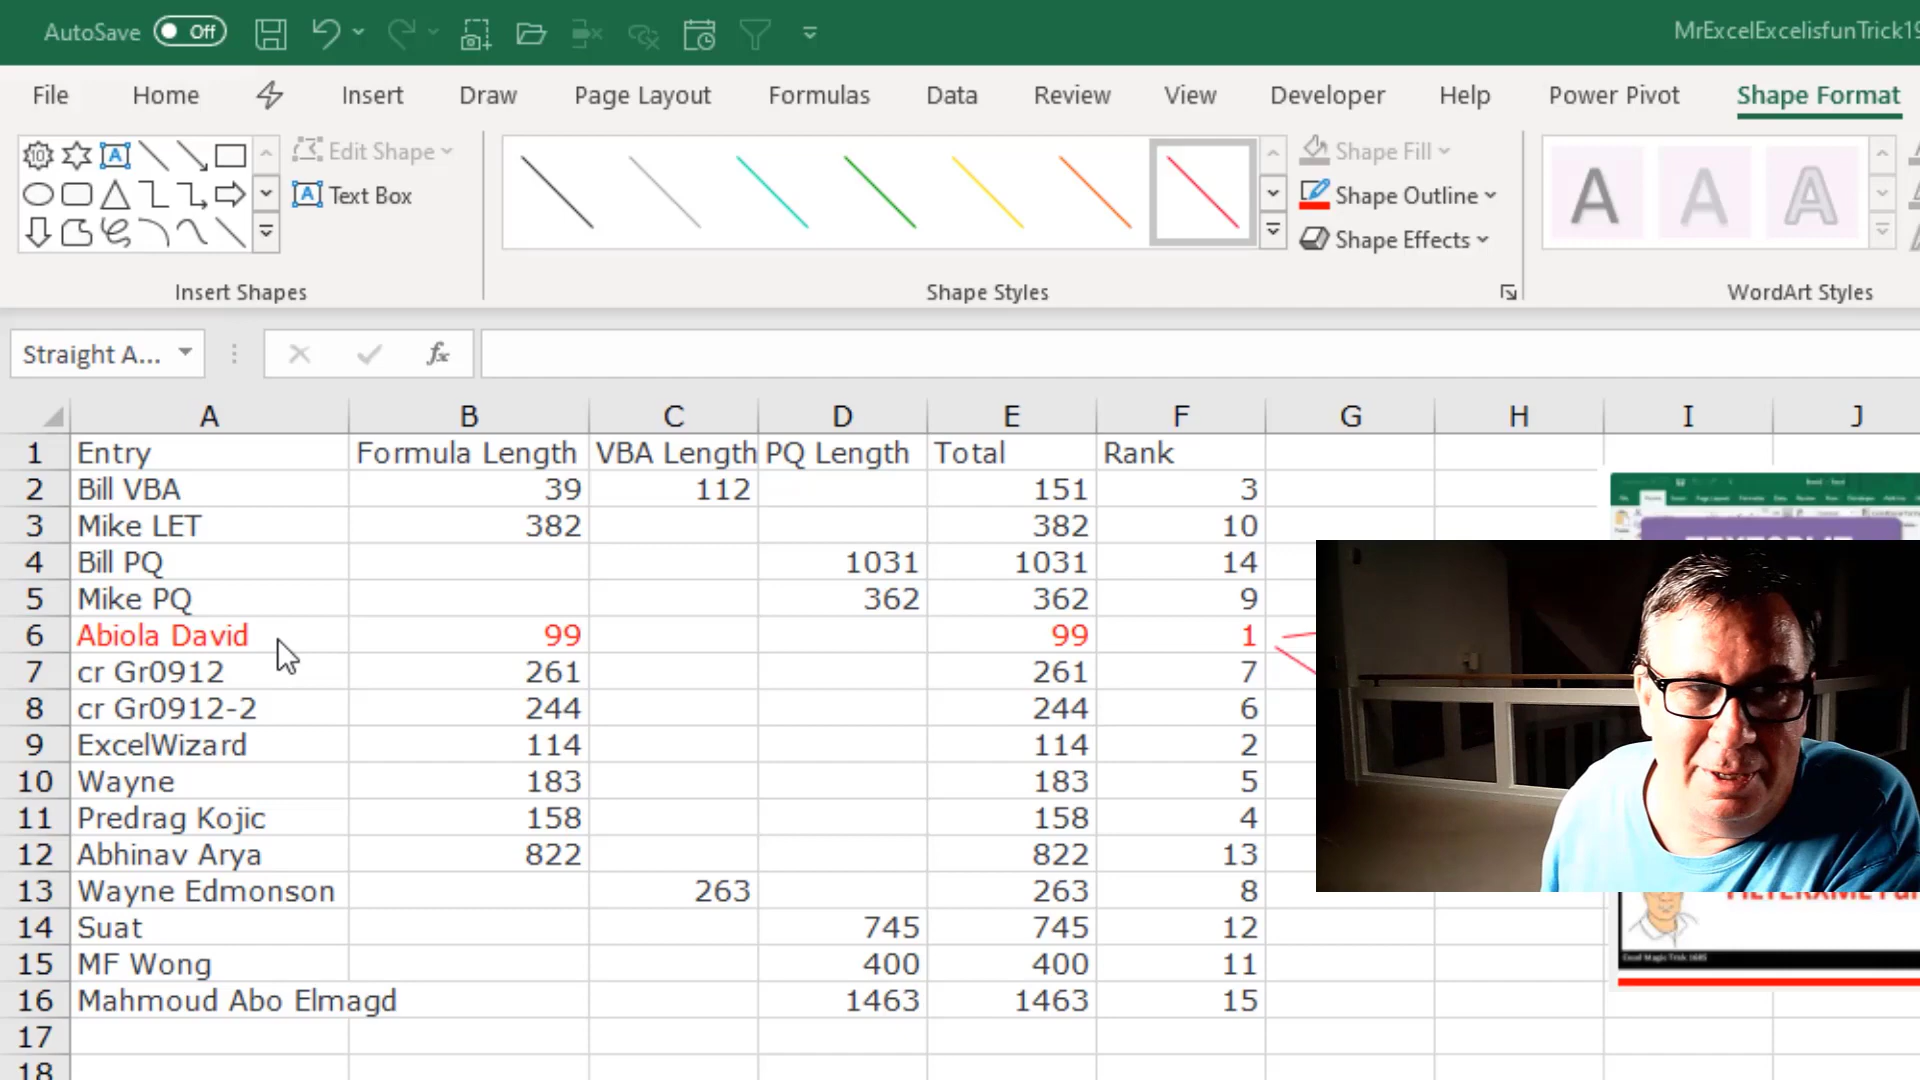 AutoSave Off MrExcelExcelisfunTrick19
File Home Insert Draw Page Layout Formulas Data Review View Developer Help Power Pivot Shape Format
Edit Shape Shape Fill
Text Box Shape Outline
Shape Effects
Insert Shapes Shape Styles WordArt Styles
Straight A... fx
A B C D E F G H I J
1 Entry Formula Length VBA Length PQ Length Total Rank
2 Bill VBA 39 112 151 3
3 Mike LET 382 382 10
4 Bill PQ 1031 1031 14
5 Mike PQ 362 362 9
6 Abiola David 99 99 1
7 cr Gr0912 261 261 7
8 cr Gr0912-2 244 244 6
9 ExcelWizard 114 114 2
10 Wayne 183 183 5
11 Predrag Kojic 158 158 4
12 Abhinav Arya 822 822 13
13 Wayne Edmonson 263 263 8
14 Suat 745 745 12
15 MF Wong 400 400 11
16 Mahmoud Abo Elmagd 1463 1463 15
17
18